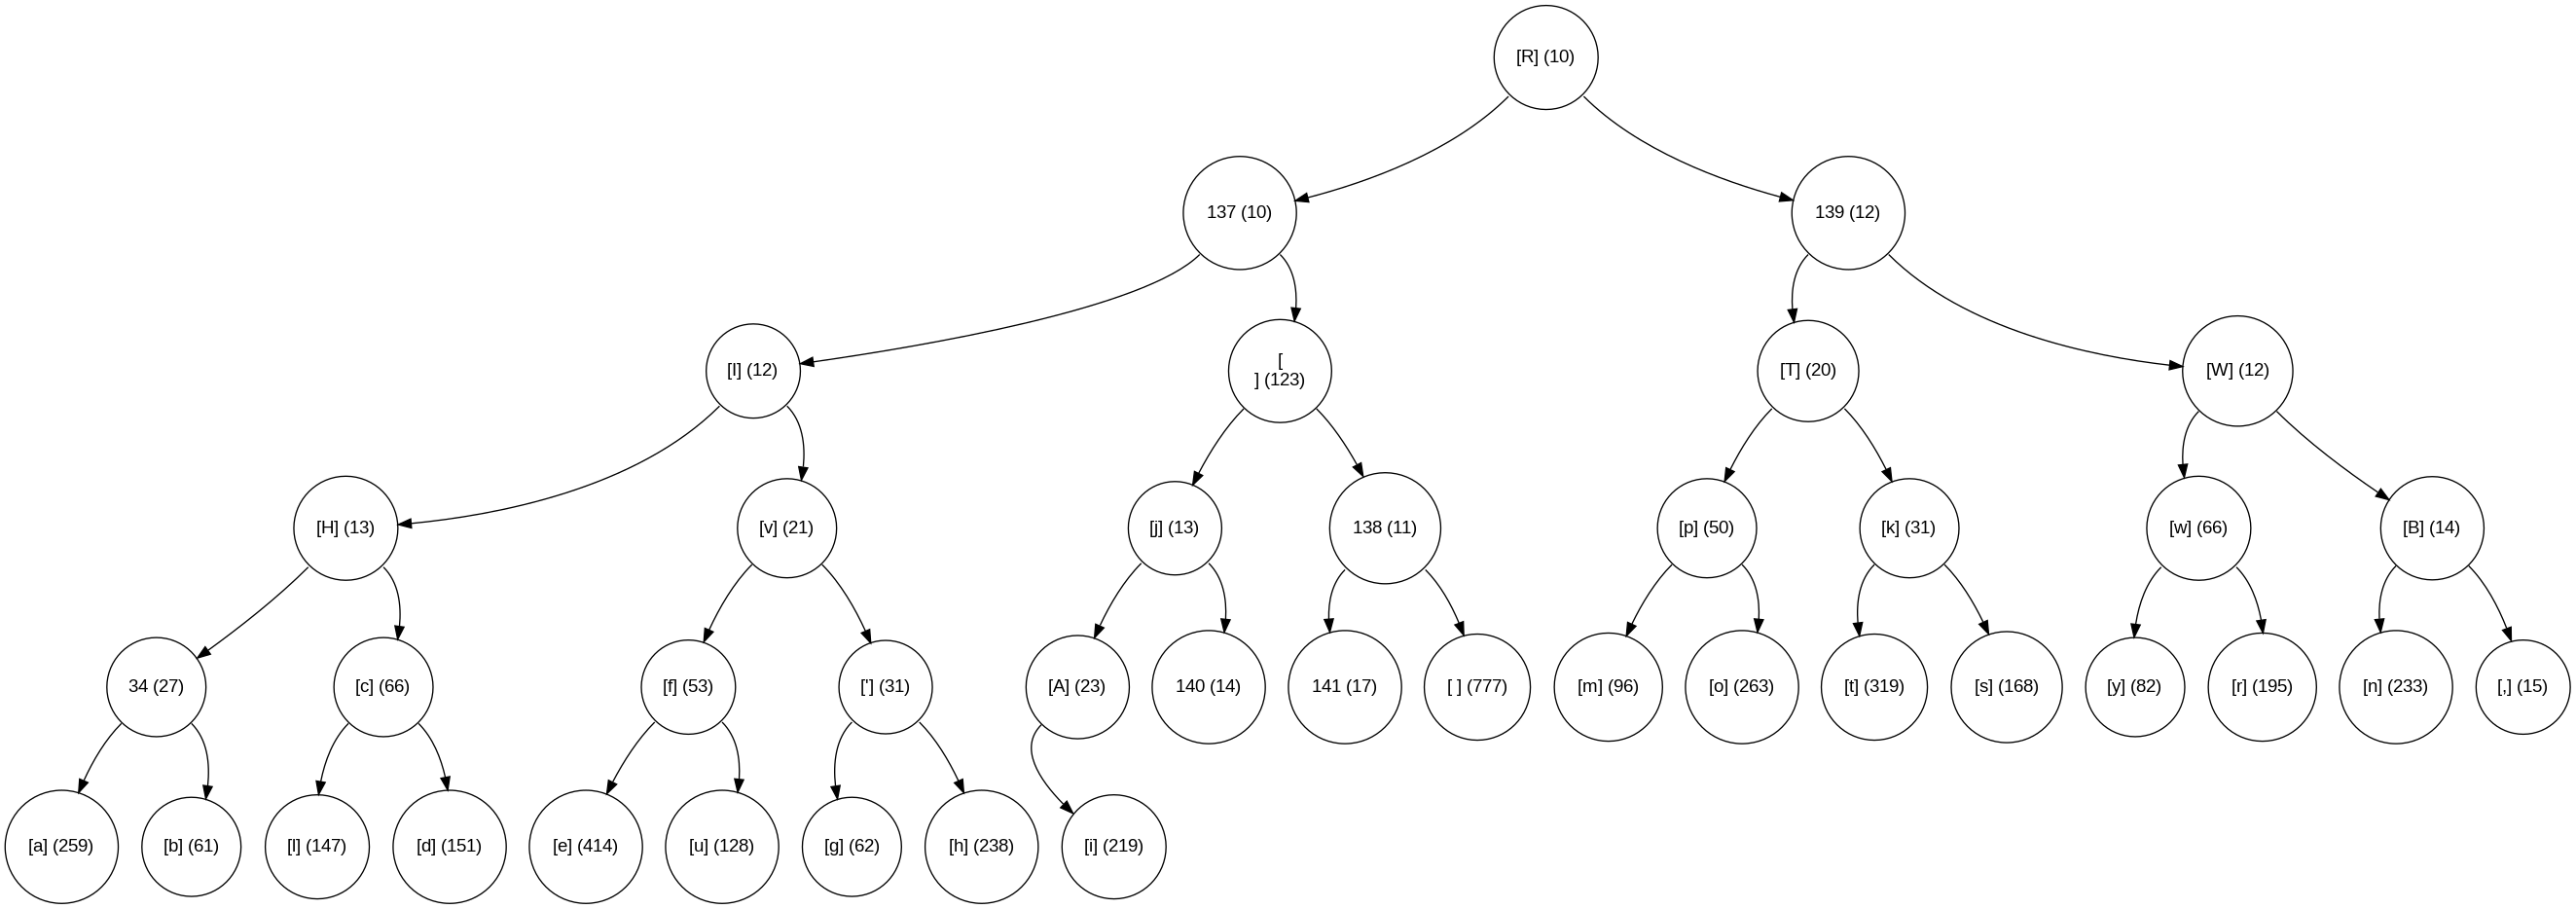 [R] (10)
137 (10)
139 (12)
[I] (12)
[
] (123)
[T] (20)
[W] (12)
[H] (13)
[v] (21)
[j] (13)
138 (11)
[p] (50)
[k] (31)
[w] (66)
[B] (14)
34 (27)
[c] (66)
[f] (53)
['] (31)
[A] (23)
140 (14)
141 (17)
[ ] (777)
[m] (96)
[o] (263)
[t] (319)
[s] (168)
[y] (82)
[r] (195)
[n] (233)
[,] (15)
[a] (259)
[b] (61)
[l] (147)
[d] (151)
[e] (414)
[u] (128)
[g] (62)
[h] (238)
[i] (219)